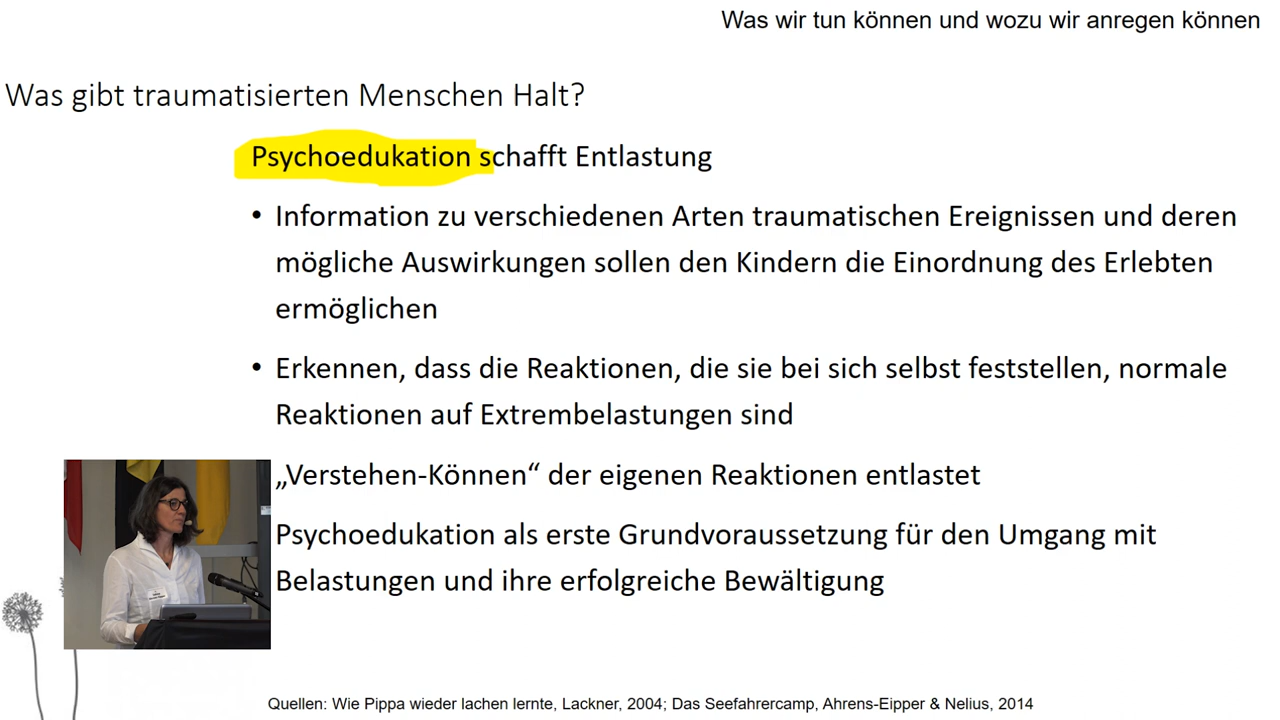 Was wir tun können und wozu wir anregen können
Was gibt traumatisierten Menschen Halt?
Psychoedukation schafft Entlastung
• Information zu verschiedenen Arten traumatischen Ereignissen und deren
mögliche Auswirkungen sollen den Kindern die Einordnung des Erlebten
ermöglichen
• Erkennen, dass die Reaktionen, die sie bei sich selbst feststellen, normale
Reaktionen auf Extrembelastungen sind
„Verstehen-Können“ der eigenen Reaktionen entlastet
Psychoedukation als erste Grundvoraussetzung für den Umgang mit
Belastungen und ihre erfolgreiche Bewältigung
Quellen: Wie Pippa wieder lachen lernte, Lackner, 2004; Das Seefahrercamp, Ahrens-Eipper & Nelius, 2014